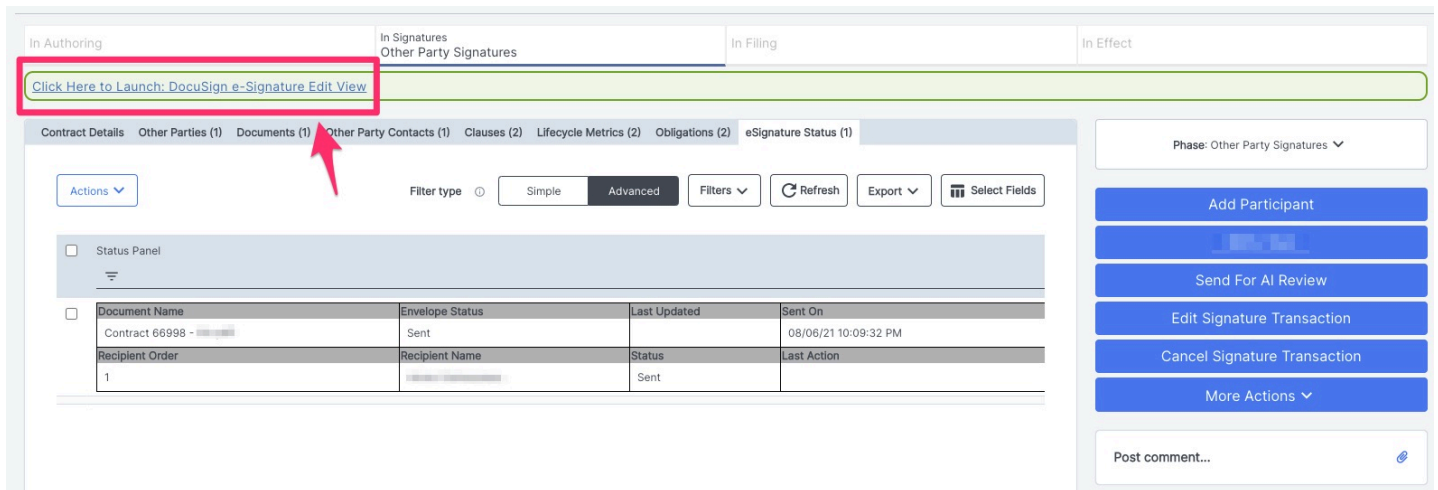 In Authoring
In Signatures
Other Party Signatures
In Filing
In Effect
Click Here to Launch: DocuSign e-Signature Edit View
Contract Details Other Parties (1) Documents (1) Other Party Contacts (1) Clauses (2) Lifecycle Metrics (2) Obligations (2) eSignature Status (1)
Phase: Other Party Signatures
Actions
Filter type Simple Advanced Filters Refresh Export Select Fields
Add Participant
Send For AI Review
Edit Signature Transaction
Cancel Signature Transaction
More Actions
Status Panel
Document Name Envelope Status Last Updated Sent On
Contract 66998 - Sent 08/06/21 10:09:32 PM
Recipient Order Recipient Name Status Last Action
1 Sent
Post comment...